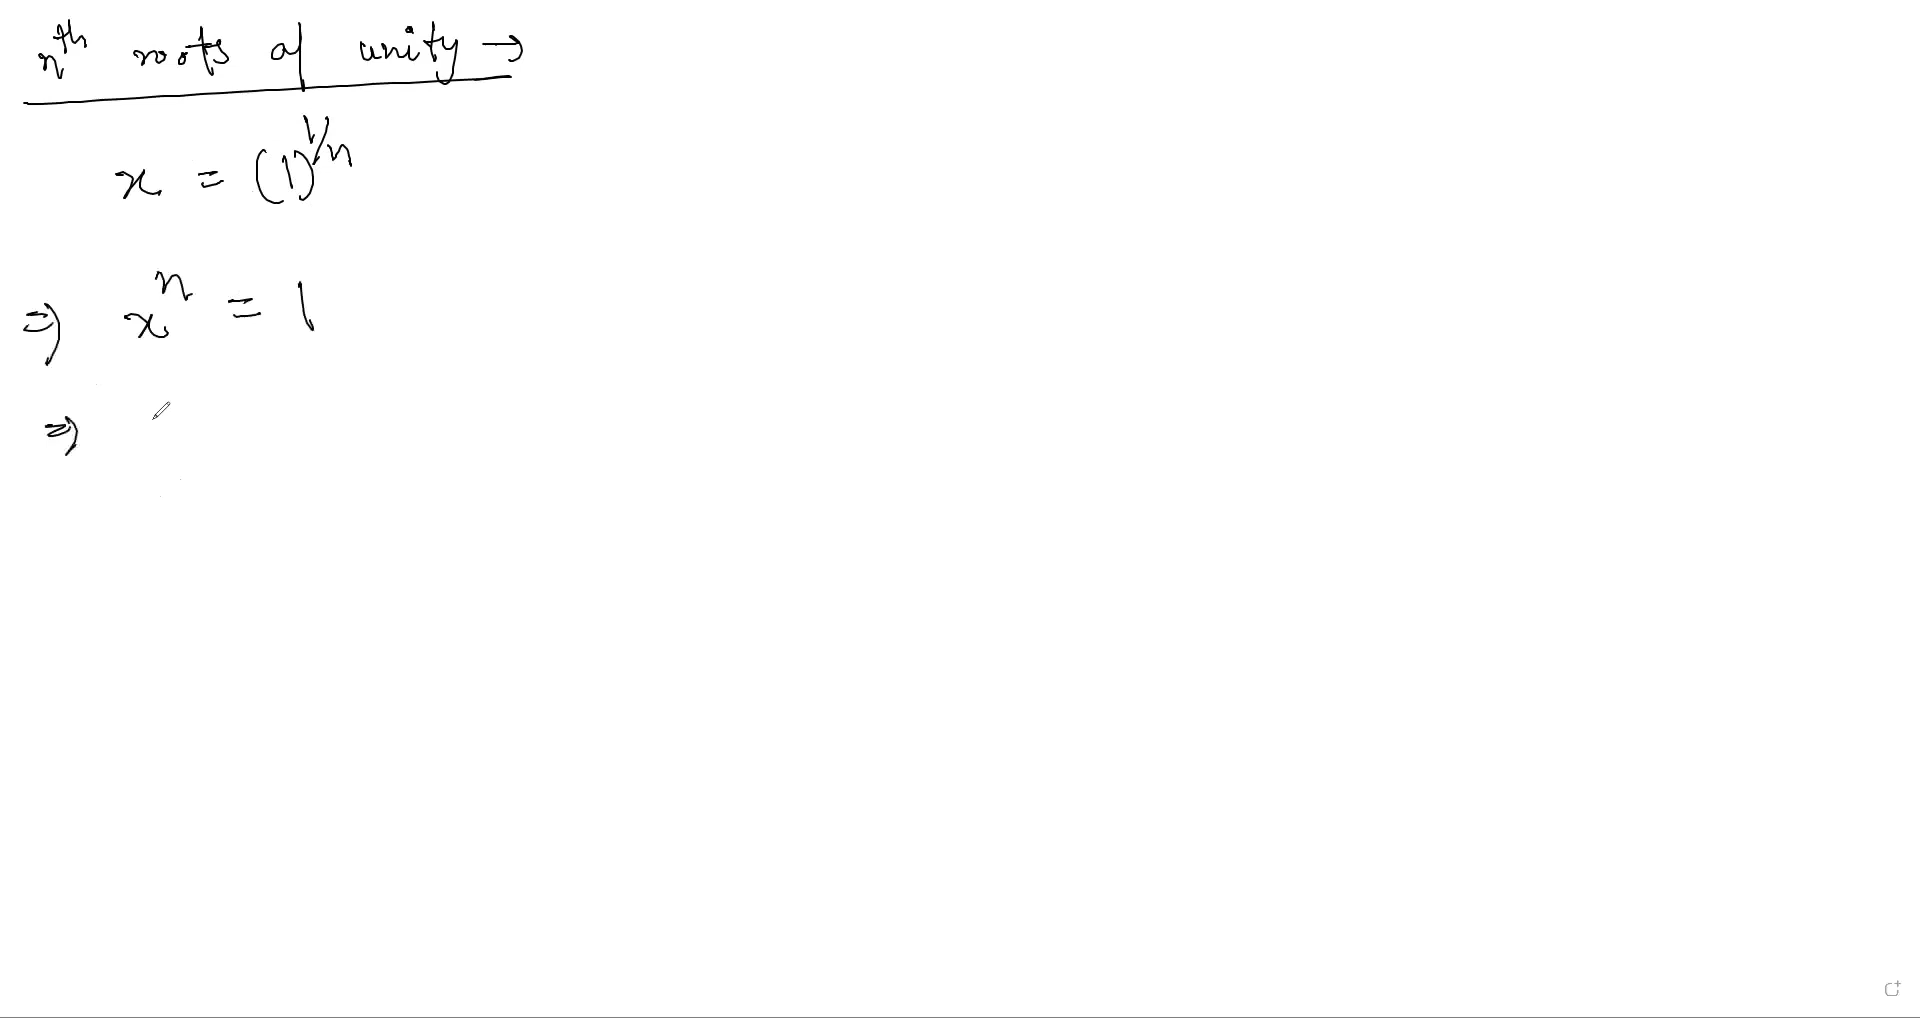 nth roots of unity →
x = (1)^1/n
⇒ x^n = 1
⇒